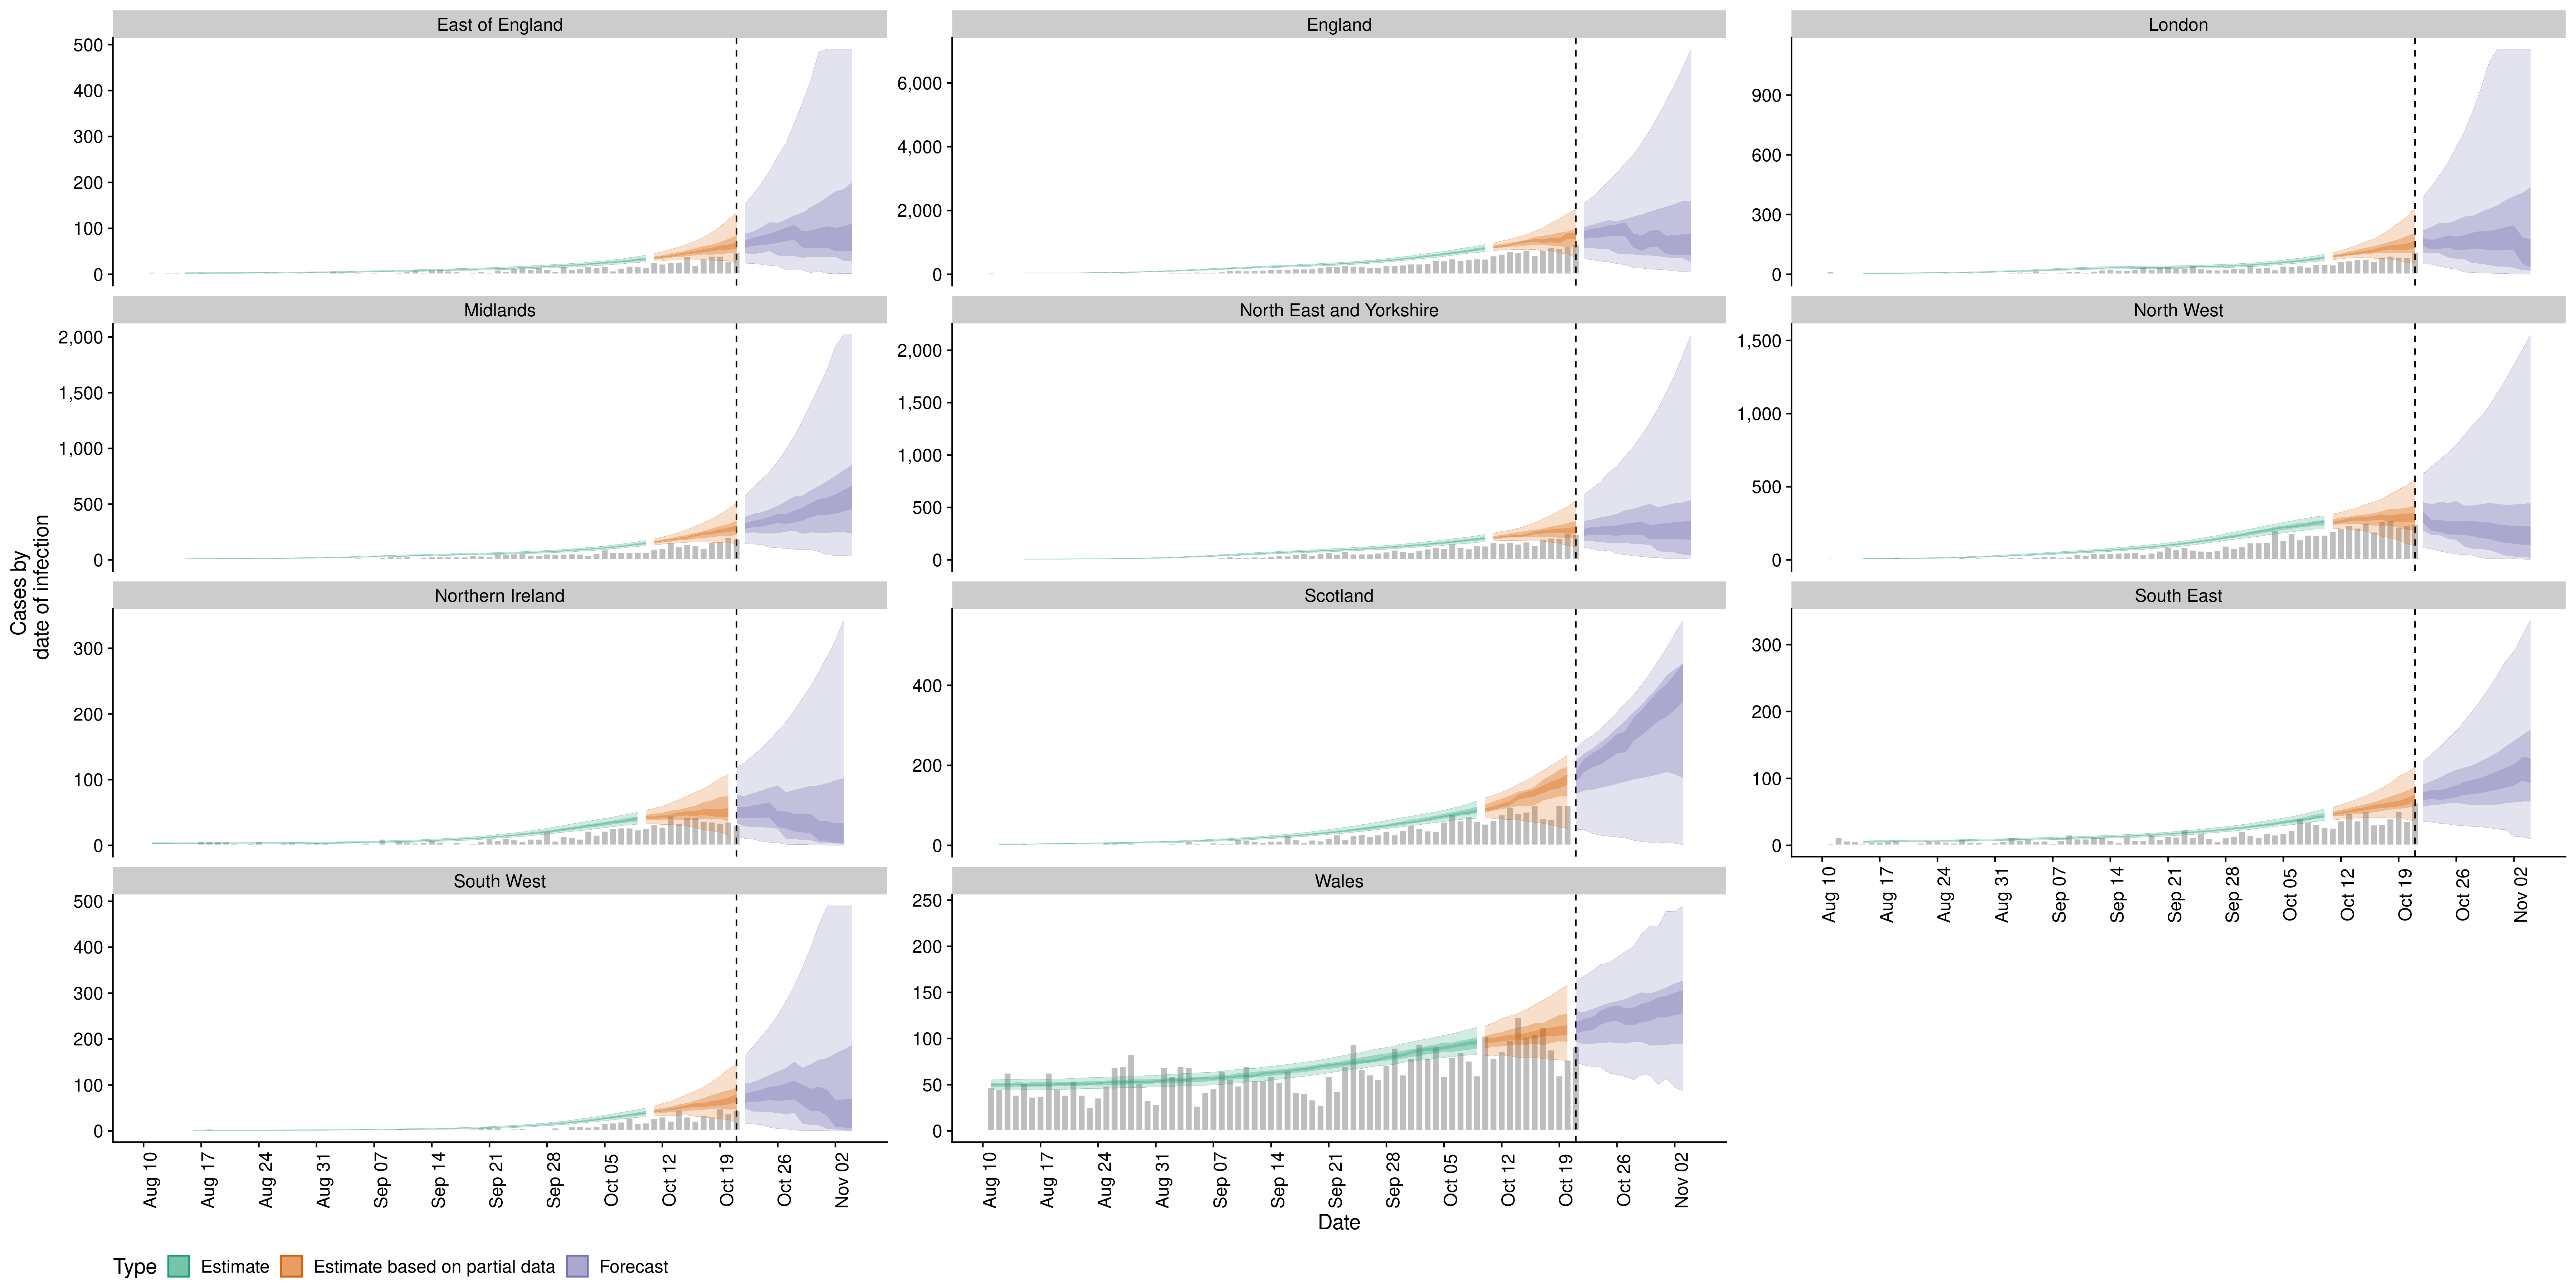 East of England
England
London
500
400
300
200
100
0
6,000
4,000
2,000
0
900
600
300
0
Midlands
North East and Yorkshire
North West
2,000
1,500
1,000
500
0
2,000
1,500
1,000
500
0
1,500
1,000
500
0
Cases by
date of infection
Northern Ireland
Scotland
South East
300
200
100
0
400
200
0
300
200
100
0
Aug 10
Aug 17
Aug 24
Aug 31
Sep 07
Sep 14
Sep 21
Sep 28
Oct 05
Oct 12
Oct 19
Oct 26
Nov 02
South West
Wales
500
400
300
200
100
0
250
200
150
100
50
0
Aug 10
Aug 17
Aug 24
Aug 31
Sep 07
Sep 14
Sep 21
Sep 28
Oct 05
Oct 12
Oct 19
Oct 26
Nov 02
Aug 10
Aug 17
Aug 24
Aug 31
Sep 07
Sep 14
Sep 21
Sep 28
Oct 05
Oct 12
Oct 19
Oct 26
Nov 02
Date
Type Estimate Estimate based on partial data Forecast